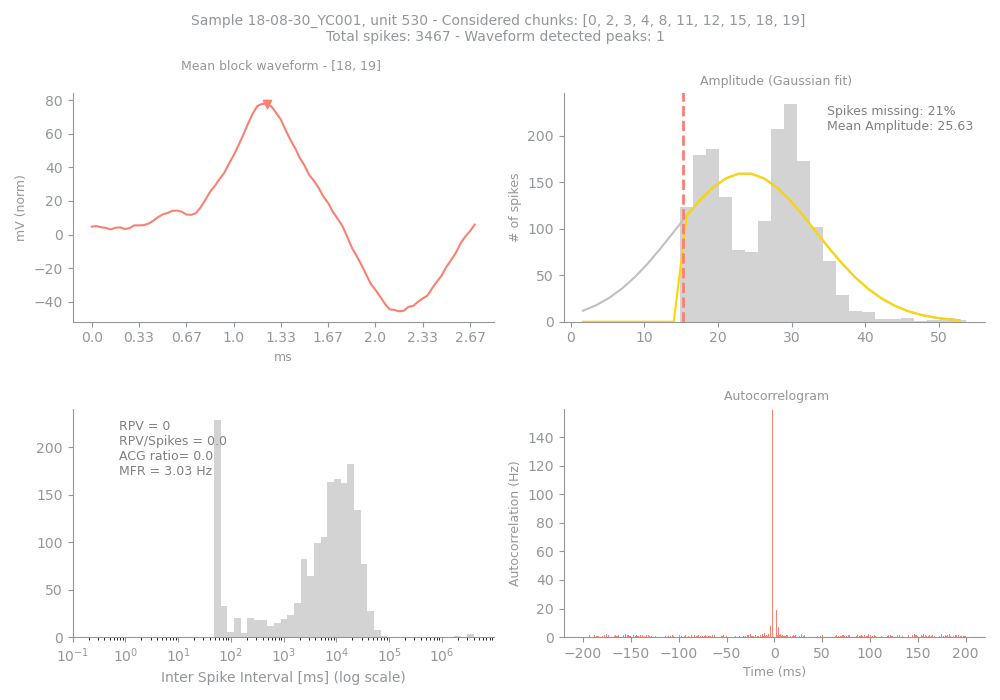 Sample 18-08-30_YC001, unit 530 - Considered chunks: [0, 2, 3, 4, 8, 11, 12, 15, 18, 19]
Total spikes: 3467 - Waveform detected peaks: 1
Mean block waveform - [18, 19]
80
60
40
20
0
−20
−40
mV (norm)
0.0 0.33 0.67 1.0 1.33 1.67 2.0 2.33 2.67
ms
Amplitude (Gaussian fit)
Spikes missing: 21%
Mean Amplitude: 25.63
200
150
100
50
0
# of spikes
0 10 20 30 40 50
RPV = 0
RPV/Spikes = 0.0
ACG ratio= 0.0
MFR = 3.03 Hz
200
150
100
50
0
10⁻¹ 10⁰ 10¹ 10² 10³ 10⁴ 10⁵ 10⁶
Inter Spike Interval [ms] (log scale)
Autocorrelogram
140
120
100
80
60
40
20
0
Autocorrelation (Hz)
−200 −150 −100 −50 0 50 100 150 200
Time (ms)